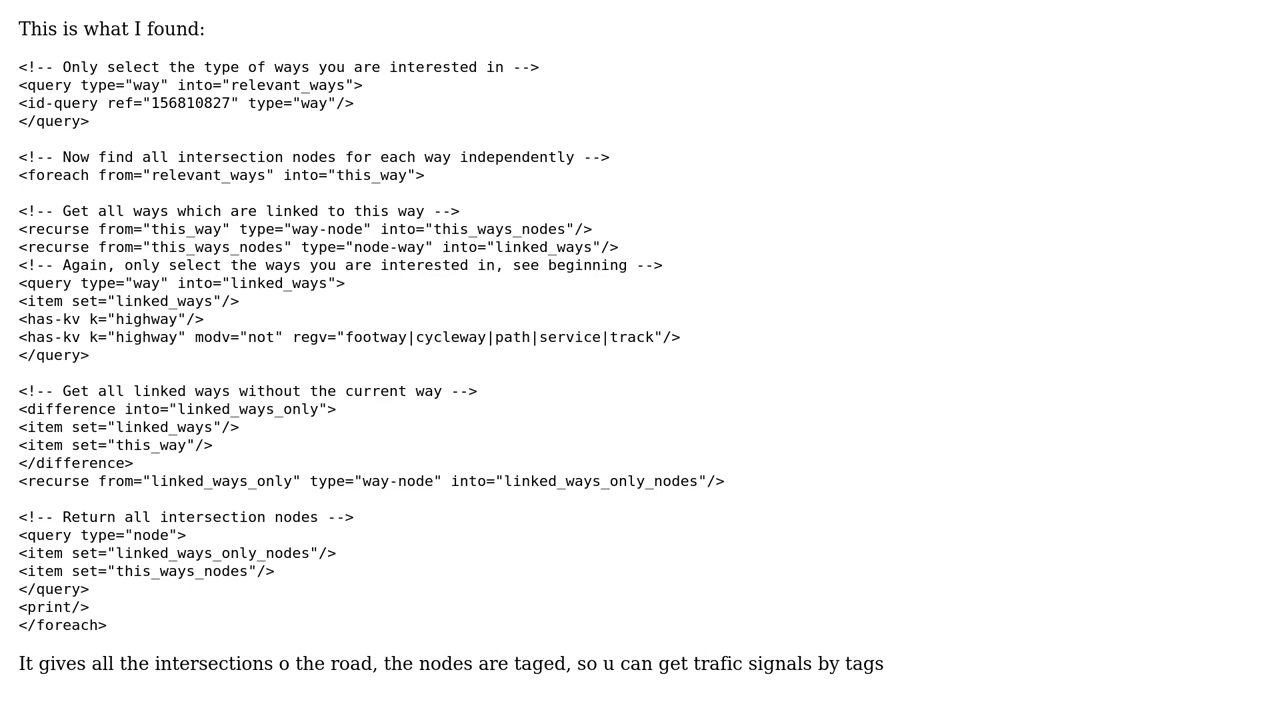 This is what I found:
<!-- Only select the type of ways you are interested in -->
<query type="way" into="relevant_ways">
<id-query ref="156810827" type="way"/>
</query>
<!-- Now find all intersection nodes for each way independently -->
<foreach from="relevant_ways" into="this_way">
<!-- Get all ways which are linked to this way -->
<recurse from="this_way" type="way-node" into="this_ways_nodes"/>
<recurse from="this_ways_nodes" type="node-way" into="linked_ways"/>
<!-- Again, only select the ways you are interested in, see beginning -->
<query type="way" into="linked_ways">
<item set="linked_ways"/>
<has-kv k="highway"/>
<has-kv k="highway" modv="not" regv="footway|cycleway|path|service|track"/>
</query>
<!-- Get all linked ways without the current way -->
<difference into="linked_ways_only">
<item set="linked_ways"/>
<item set="this_way"/>
</difference>
<recurse from="linked_ways_only" type="way-node" into="linked_ways_only_nodes"/>
<!-- Return all intersection nodes -->
<query type="node">
<item set="linked_ways_only_nodes"/>
<item set="this_ways_nodes"/>
</query>
<print/>
</foreach>
It gives all the intersections o the road, the nodes are taged, so u can get trafic signals by tags